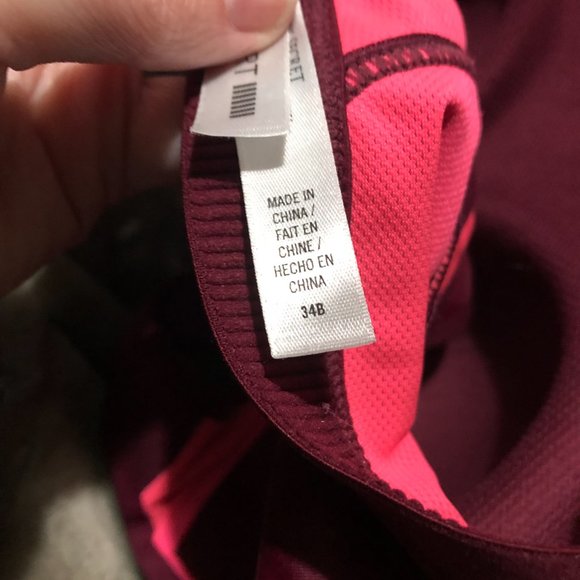 MADE IN
CHINA /
FAIT EN
CHINE /
HECHO EN
CHINA
34B